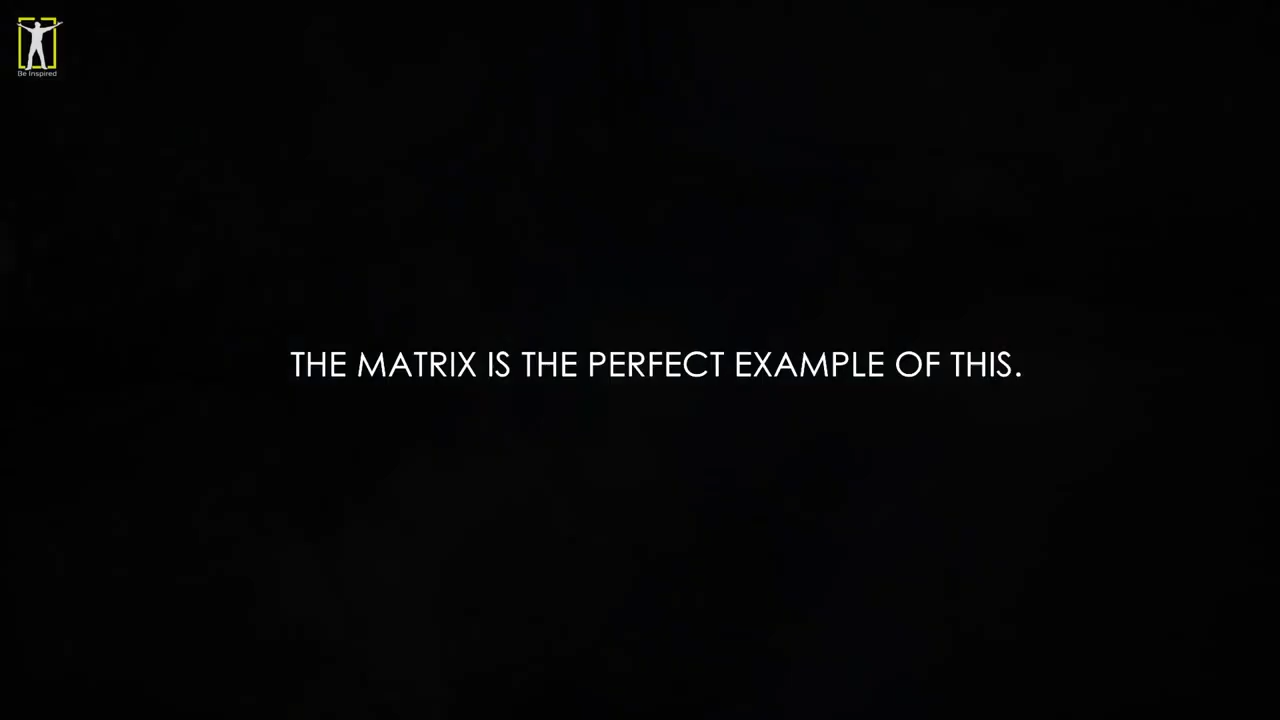 Be Inspired
THE MATRIX IS THE PERFECT EXAMPLE OF THIS.